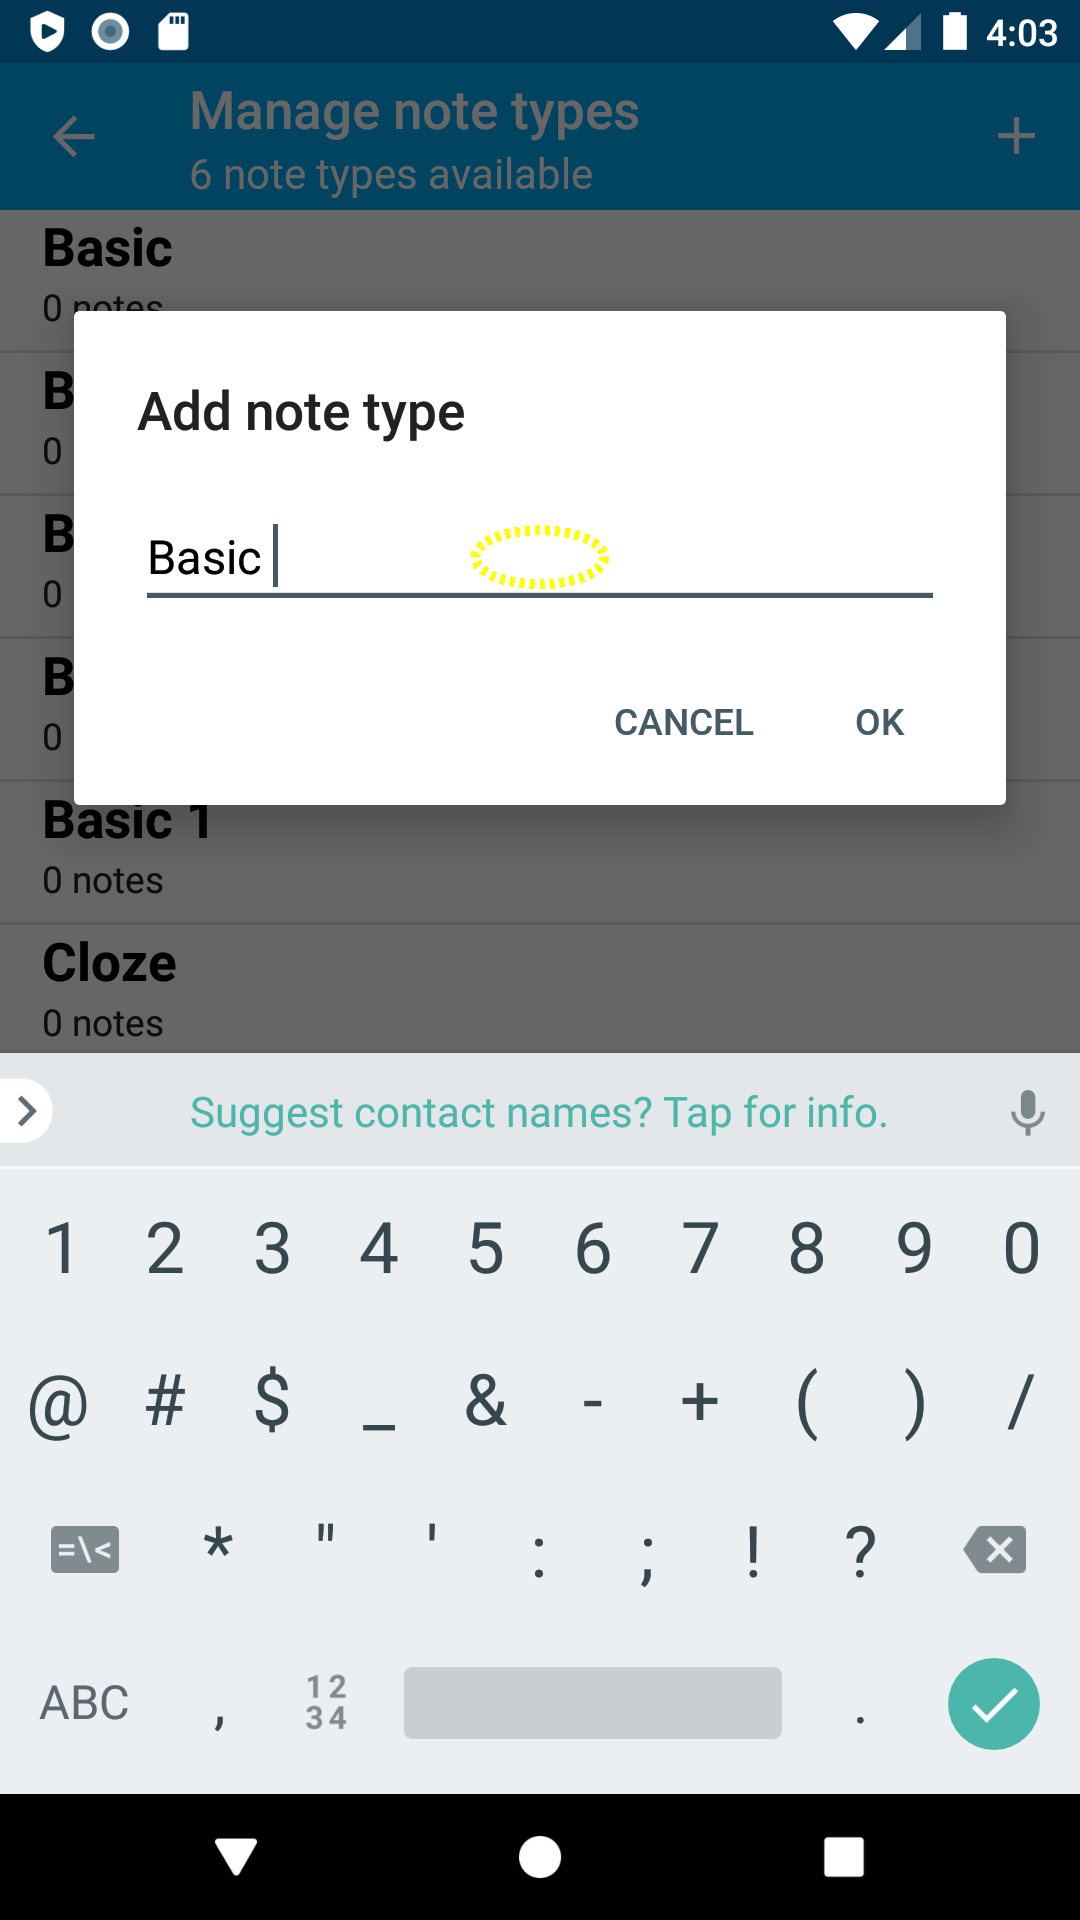 4:03
Manage note types
6 note types available
Basic
0 notes
B
0
Add note type
B
0
Basic
B
0
CANCEL OK
Basic 1
0 notes
Cloze
0 notes
Suggest contact names? Tap for info.
1 2 3 4 5 6 7 8 9 0
@ # $ _ & - + ( ) /
=\< * " ' : ; ! ?
ABC , 12 34 .